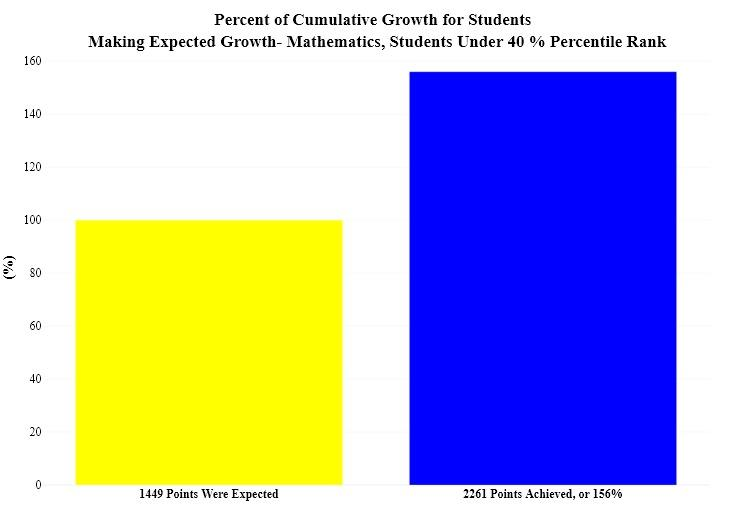 Percent of Cumulative Growth for Students
Making Expected Growth- Mathematics, Students Under 40 % Percentile Rank
160
140
120
100
(%)
80
60
40
20
0
1449 Points Were Expected
2261 Points Achieved, or 156%